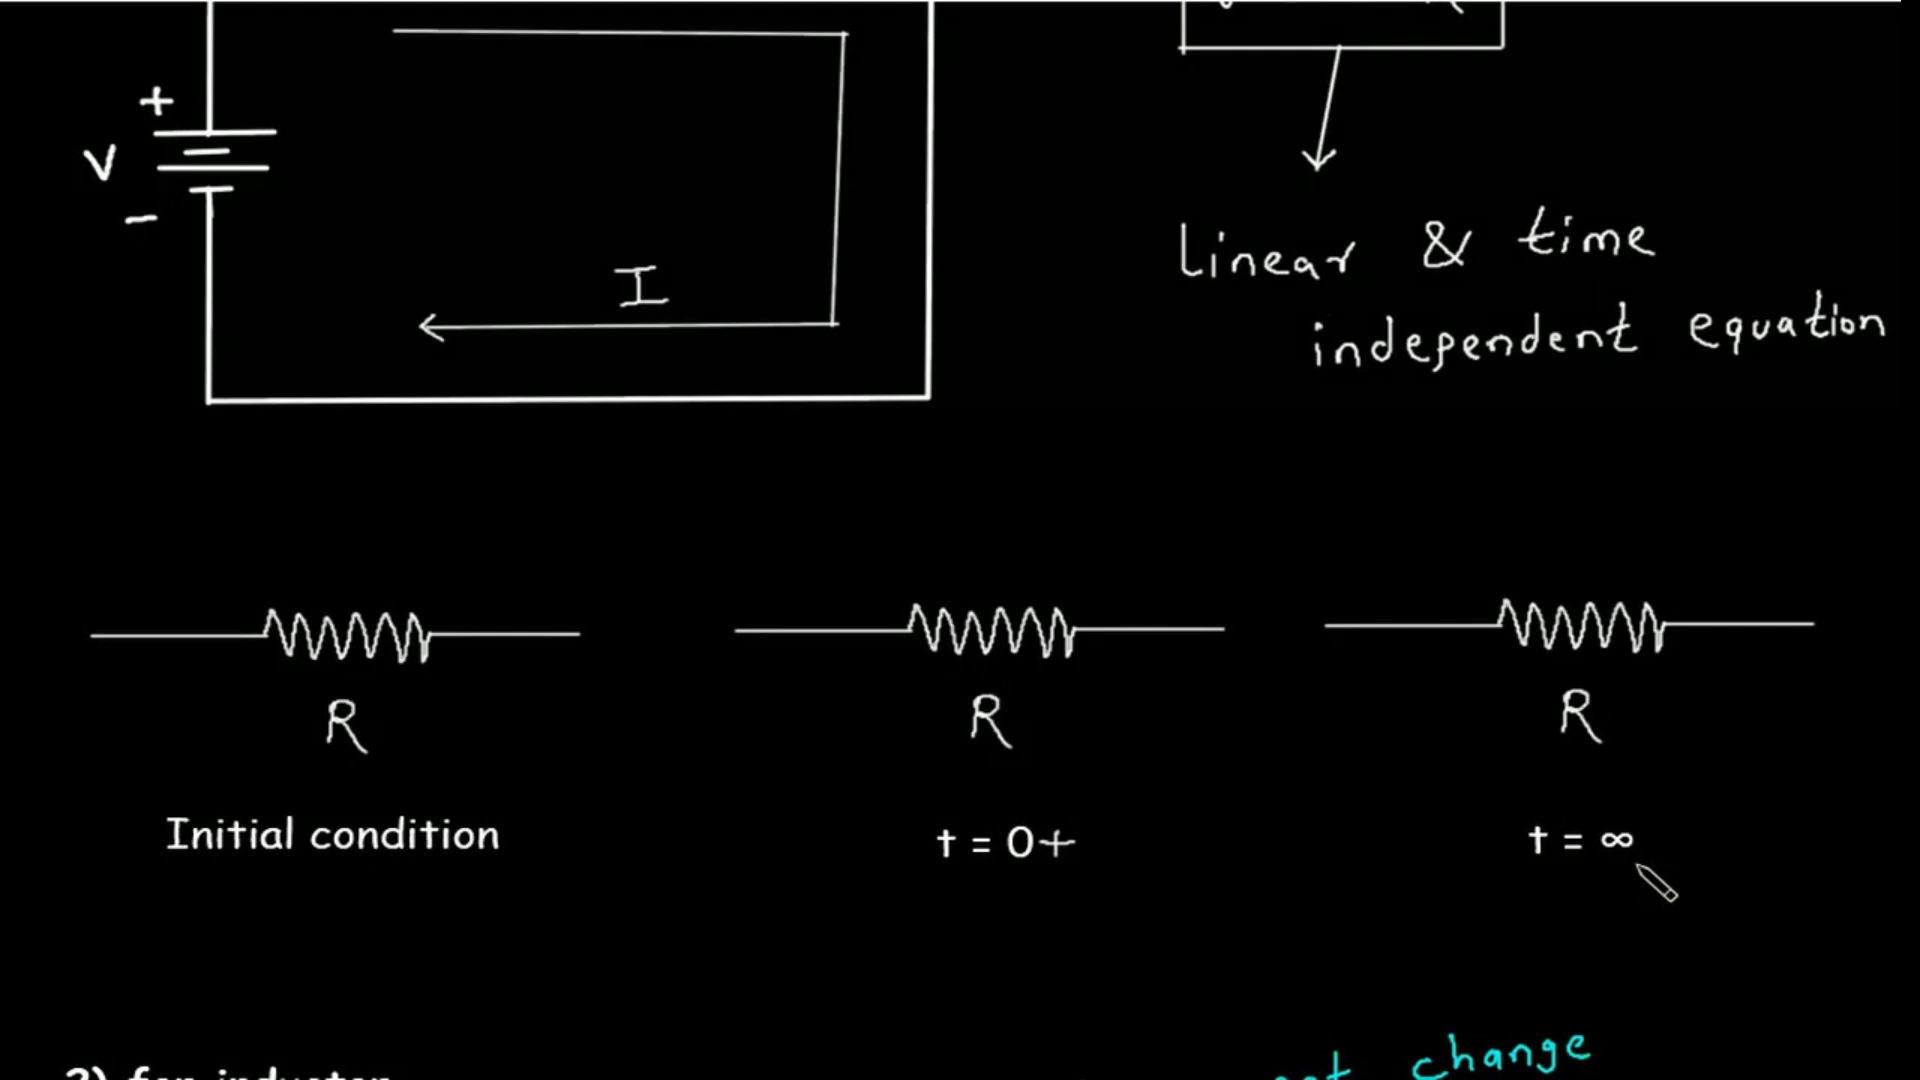 +
V
-
I
Linear & time
independent equation
R
R
R
Initial condition
t = 0+
t = ∞
change